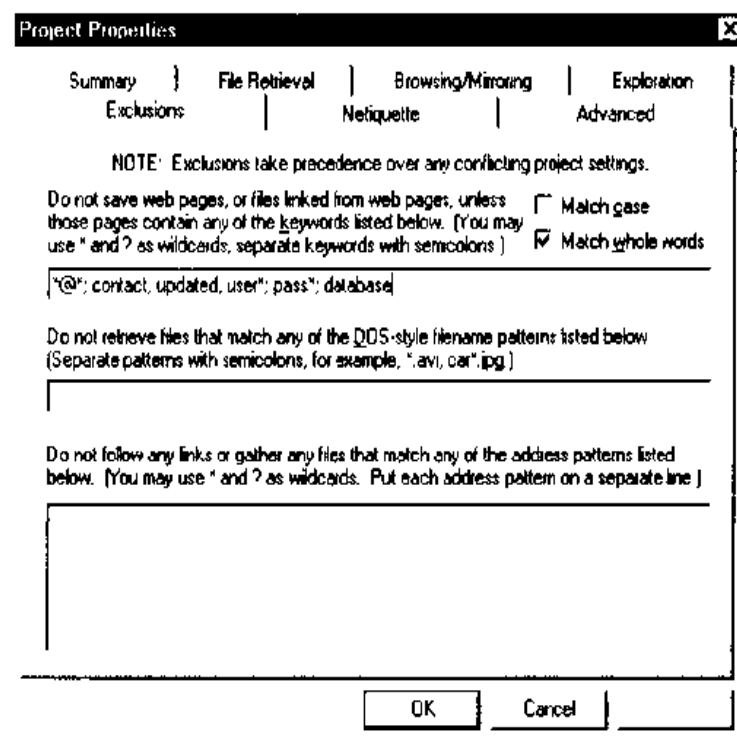 Project Properties
Summary File Retrieval Browsing/Mirroring Exploration
Exclusions Netiquette Advanced
NOTE: Exclusions take precedence over any conflicting project settings.
Do not save web pages, or files linked from web pages, unless
those pages contain any of the keywords listed below. (You may
use * and ? as wildcards, separate keywords with semicolons )
Match case
Match whole words
*@*; contact, updated, user*; pass*; database
Do not retrieve files that match any of the DOS-style filename patterns listed below
(Separate patterns with semicolons, for example, *.avi, car*.jpg.)
Do not follow any links or gather any files that match any of the address patterns listed
below. (You may use * and ? as wildcards. Put each address pattern on a separate line )
OK Cancel